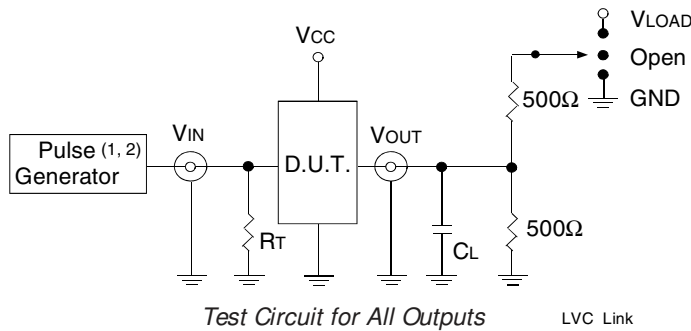 VLOAD
VCC
Open
500Ω
GND
Pulse (1, 2)
Generator
VIN
D.U.T.
VOUT
RT
CL
500Ω
Test Circuit for All Outputs
LVC Link